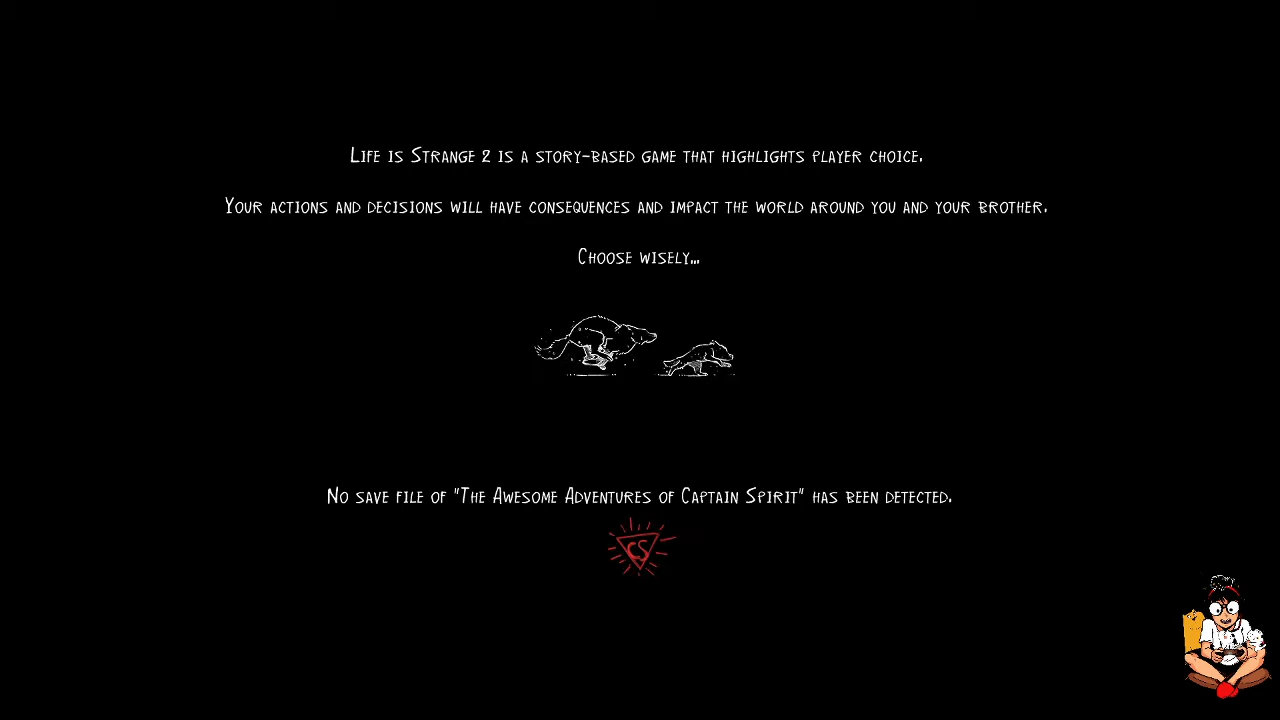 Life is Strange 2 is a story-based game that highlights player choice.
Your actions and decisions will have consequences and impact the world around you and your brother.
Choose wisely...
No save file of "The Awesome Adventures of Captain Spirit" has been detected.
CS